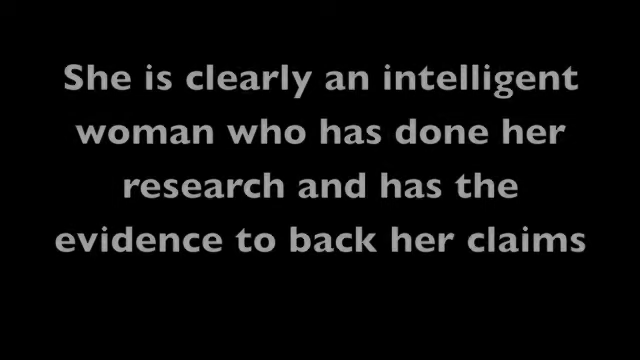 She is clearly an intelligent
woman who has done her
research and has the
evidence to back her claims